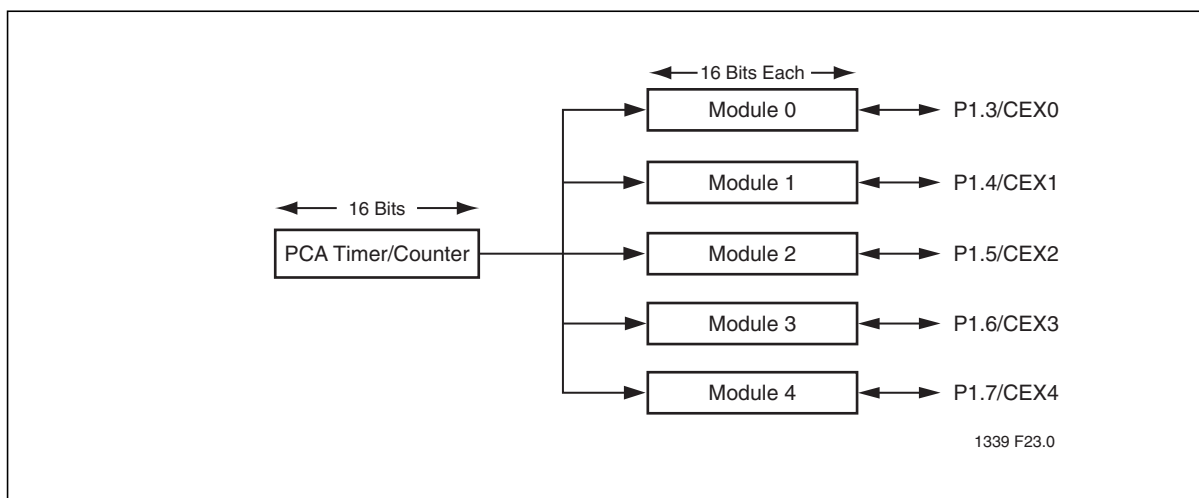 16 Bits Each
Module 0
P1.3/CEX0
Module 1
P1.4/CEX1
16 Bits
PCA Timer/Counter
Module 2
P1.5/CEX2
Module 3
P1.6/CEX3
Module 4
P1.7/CEX4
1339 F23.0